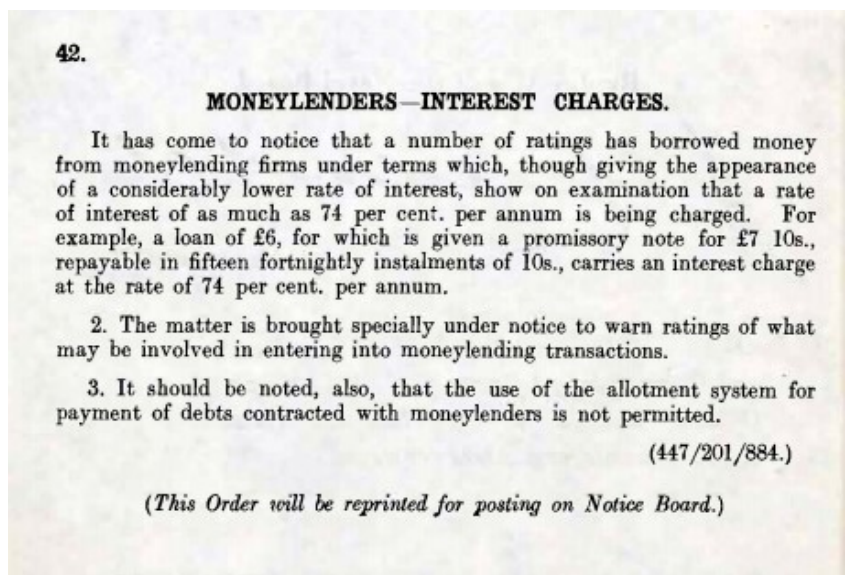 42.
MONEYLENDERS—INTEREST CHARGES.
It has come to notice that a number of ratings has borrowed money
from moneylending firms under terms which, though giving the appearance
of a considerably lower rate of interest, show on examination that a rate
of interest of as much as 74 per cent. per annum is being charged. For
example, a loan of £6, for which is given a promissory note for £7 10s.,
repayable in fifteen fortnightly instalments of 10s., carries an interest charge
at the rate of 74 per cent. per annum.
2. The matter is brought specially under notice to warn ratings of what
may be involved in entering into moneylending transactions.
3. It should be noted, also, that the use of the allotment system for
payment of debts contracted with moneylenders is not permitted.
(447/201/884.)
(This Order will be reprinted for posting on Notice Board.)